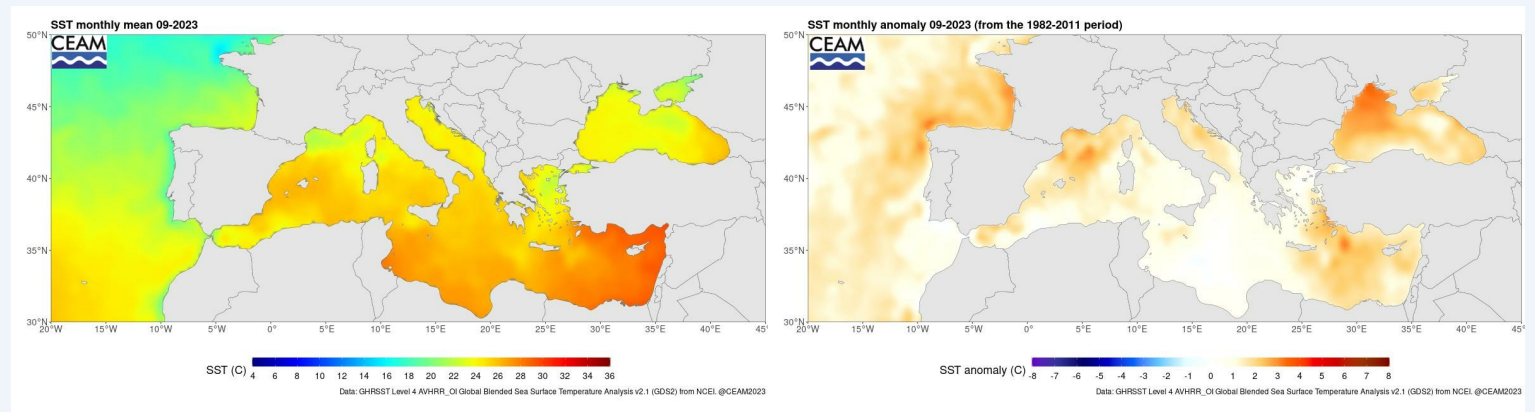 SST monthly mean 09-2023
CEAM
50°N
45°N
40°N
35°N
30°N
20°W 15°W 10°W 5°W 0° 5°E 10°E 15°E 20°E 25°E 30°E 35°E 40°E 45°
SST (C)
4 6 8 10 12 14 16 18 20 22 24 26 28 30 32 34 36
Data: GHRSST Level 4 AVHRR_OI Global Blended Sea Surface Temperature Analysis v2.1 (GDS2) from NCEI. @CEAM2023
SST monthly anomaly 09-2023 (from the 1982-2011 period)
CEAM
50°N
45°N
40°N
35°N
30°N
20°W 15°W 10°W 5°W 0° 5°E 10°E 15°E 20°E 25°E 30°E 35°E 40°E 45°
SST anomaly (C)
-8 -7 -6 -5 -4 -3 -2 -1 0 1 2 3 4 5 6 7 8
Data: GHRSST Level 4 AVHRR_OI Global Blended Sea Surface Temperature Analysis v2.1 (GDS2) from NCEI. @CEAM2023